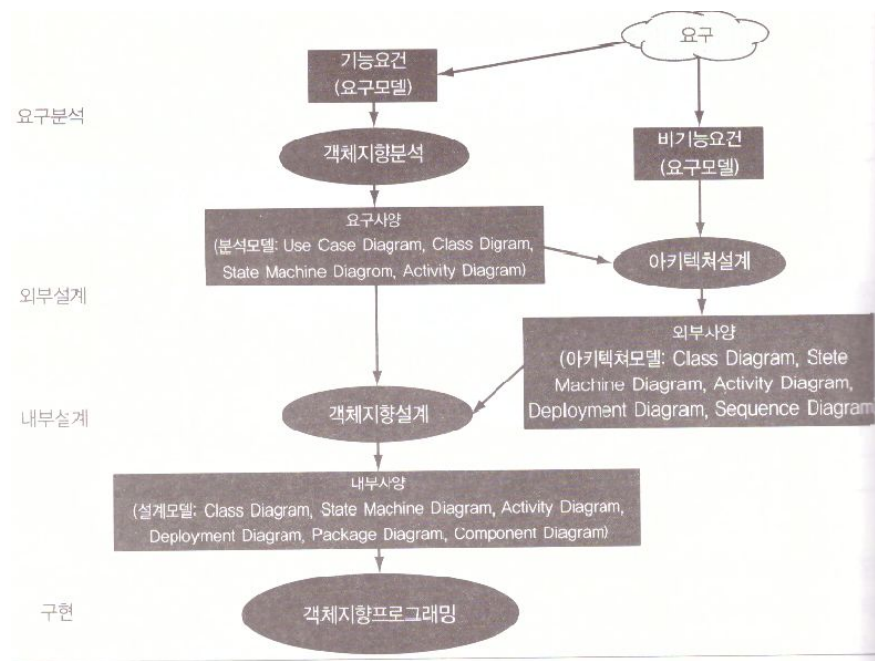 요구
기능요건
(요구모델)
요구분석
비기능요건
(요구모델)
객체지향분석
요구사양
(분석모델: Use Case Diagram, Class Digram,
State Machine Diagrom, Activity Diagram)
아키텍쳐설계
외부설계
외부사양
(아키텍쳐모델: Class Diagram, Stete
Machine Diagram, Activity Diagram,
Deployment Diagram, Sequence Diagram
객체지향설계
내부설계
내부사양
(설계모델: Class Diagram, State Machine Diagram, Activity Diagram,
Deployment Diagram, Package Diagram, Component Diagram)
구현
객체지향프로그래밍